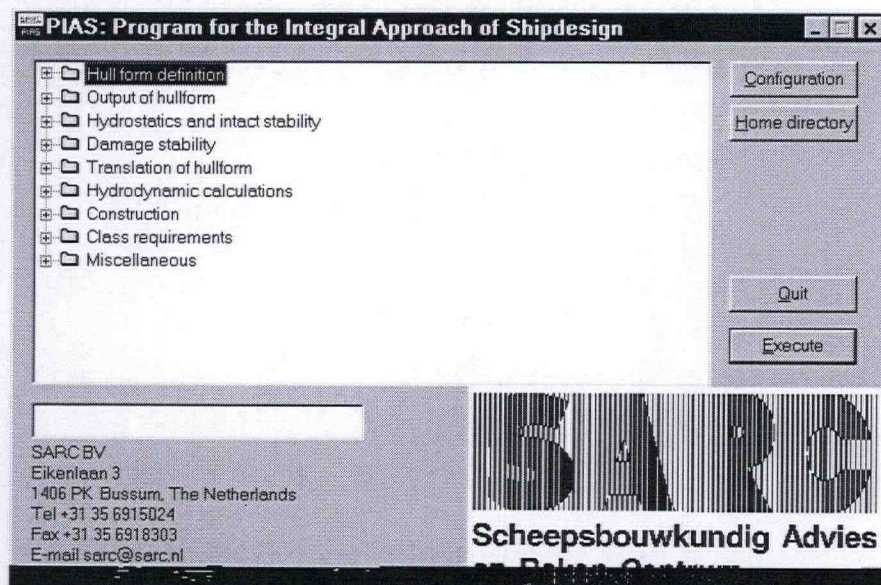 PIAS: Program for the Integral Approach of Shipdesign
Hull form definition
Output of hullform
Hydrostatics and intact stability
Damage stability
Translation of hullform
Hydrodynamic calculations
Construction
Class requirements
Miscellaneous
Configuration
Home directory
Quit
Execute
SARC BV
Eikenlaan 3
1406 PK Bussum, The Netherlands
Tel +31 35 6915024
Fax +31 35 6918303
E-mail sarc@sarc.nl
SARC
Scheepsbouwkundig Advies
en Reken Centrum